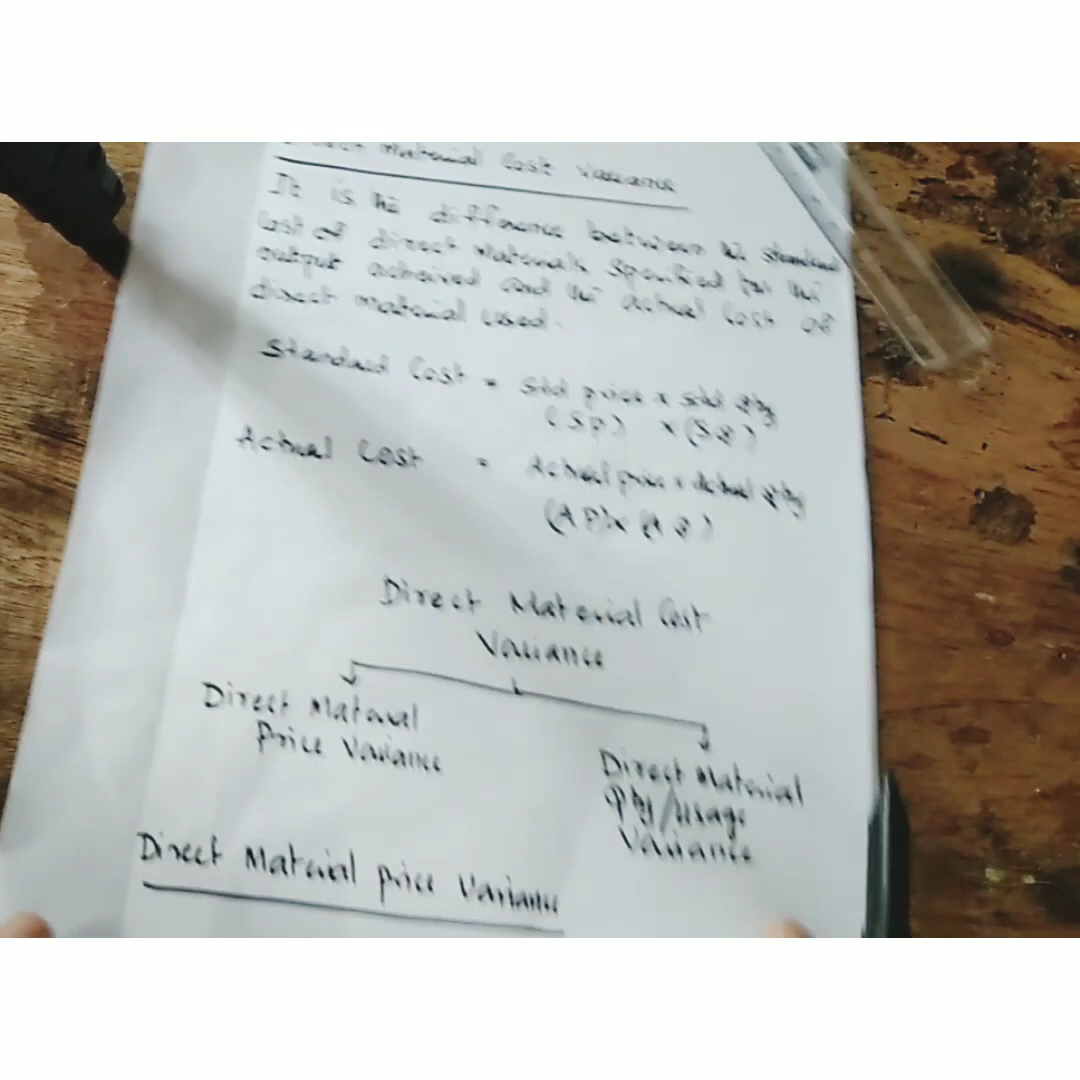 Direct Material Cost Variance
It is the difference between the standard
cost of direct Materials specified for the
output acheived and the actual cost of
direct material used.
Standard Cost = Std price x Std qty
(SP) x (SQ)
Actual Cost = Actual price x Actual qty
(AP) x (AQ)
Direct Material Cost
Variance
Direct Material
Price Variance
Direct Material
Qty/usage
Variance
Direct Material price Variance